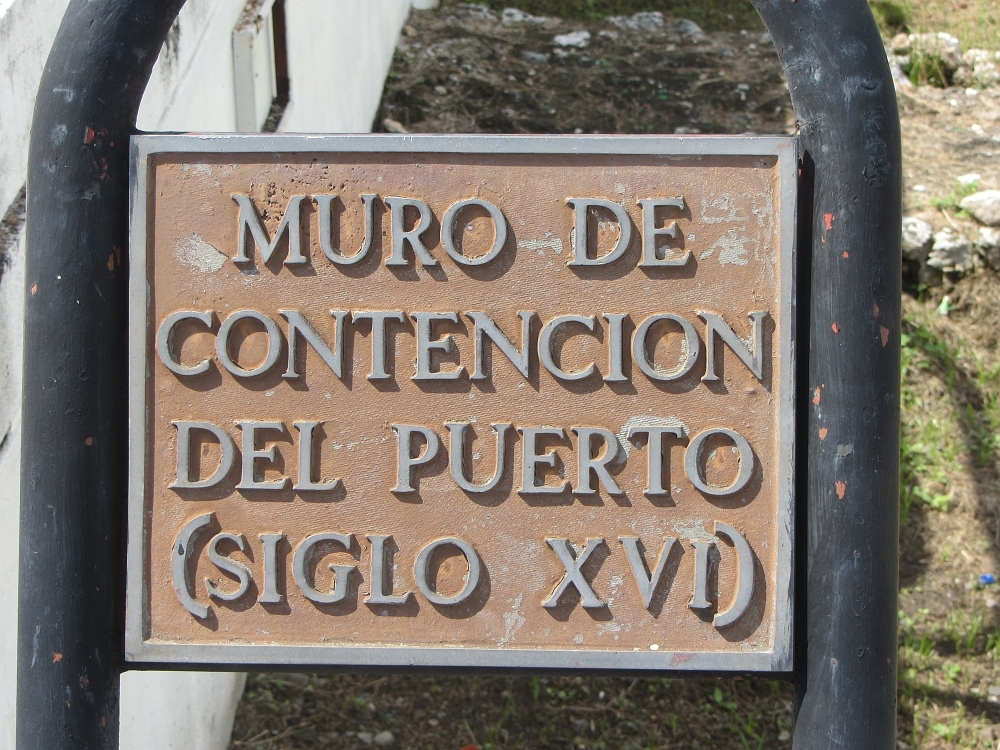 MURO DE
CONTENCION
DEL PUERTO
(SIGLO XVI)